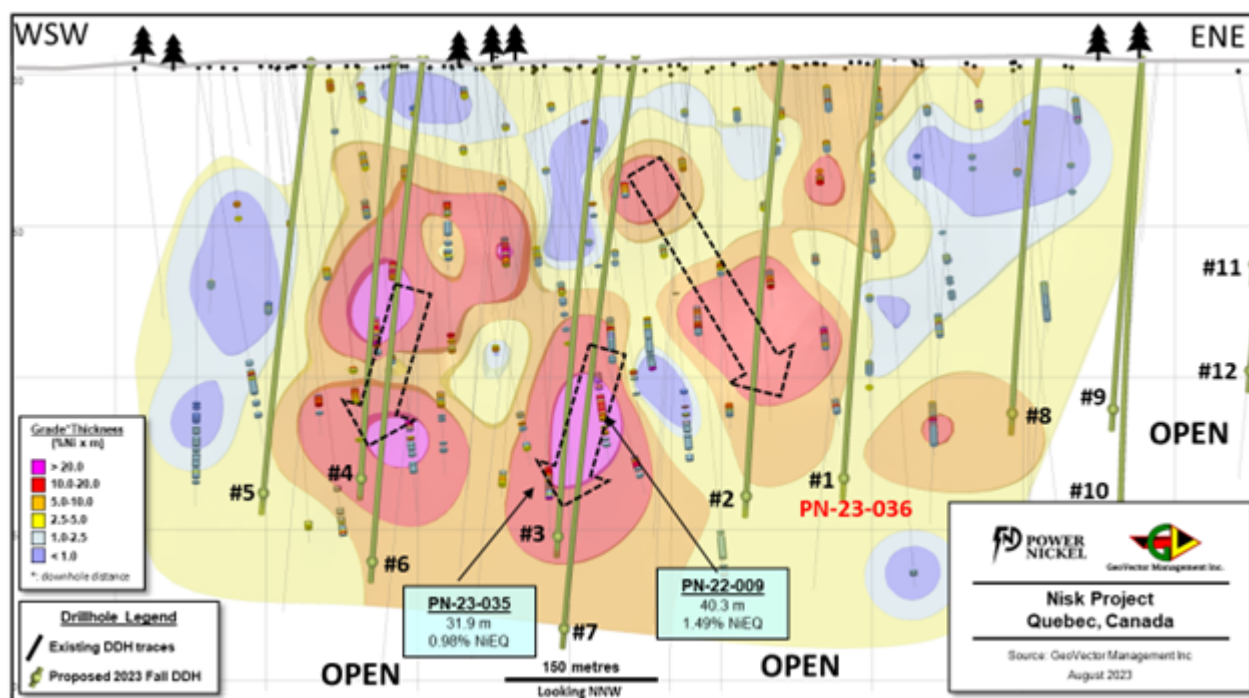 WSW
ENE
#11
#12
#9
#8
OPEN
#5
#4
#2
#1
#10
PN-23-036
#3
#6
#7
Grade*Thickness
(%Ni x m)
> 20.0
10.0-20.0
5.0-10.0
2.5-5.0
1.0-2.5
< 1.0
*: downhole distance
Drillhole Legend
Existing DDH traces
Proposed 2023 Fall DDH
PN-23-035
31.9 m
0.98% NiEQ
PN-22-009
40.3 m
1.49% NiEQ
OPEN
150 metres
Looking NNW
OPEN
POWER
NICKEL
GeoVector Management Inc.
Nisk Project
Quebec, Canada
Source: GeoVector Management Inc
August 2023